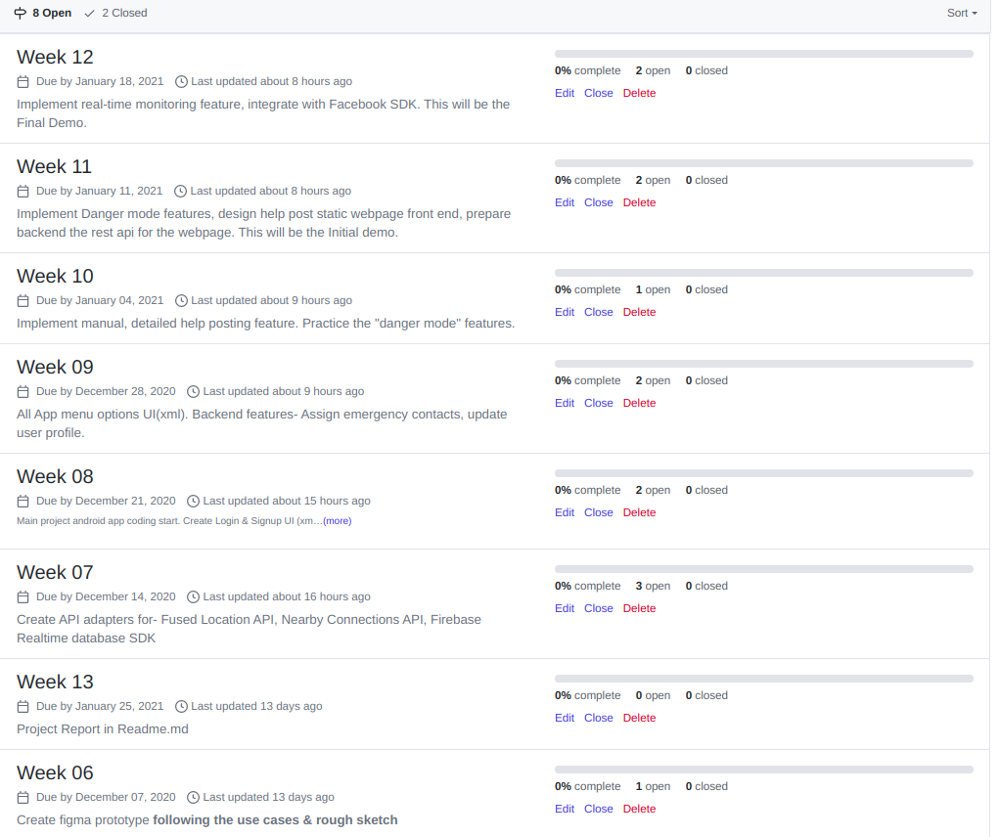 8 Open 2 Closed Sort
Week 12
Due by January 18, 2021 Last updated about 8 hours ago
Implement real-time monitoring feature, integrate with Facebook SDK. This will be the
Final Demo.
0% complete 2 open 0 closed
Edit Close Delete
Week 11
Due by January 11, 2021 Last updated about 8 hours ago
Implement Danger mode features, design help post static webpage front end, prepare
backend the rest api for the webpage. This will be the Initial demo.
0% complete 2 open 0 closed
Edit Close Delete
Week 10
Due by January 04, 2021 Last updated about 9 hours ago
Implement manual, detailed help posting feature. Practice the "danger mode" features.
0% complete 1 open 0 closed
Edit Close Delete
Week 09
Due by December 28, 2020 Last updated about 9 hours ago
All App menu options UI(xml). Backend features- Assign emergency contacts, update
user profile.
0% complete 2 open 0 closed
Edit Close Delete
Week 08
Due by December 21, 2020 Last updated about 15 hours ago
Main project android app coding start. Create Login & Signup UI (xm…(more)
0% complete 2 open 0 closed
Edit Close Delete
Week 07
Due by December 14, 2020 Last updated about 16 hours ago
Create API adapters for- Fused Location API, Nearby Connections API, Firebase
Realtime database SDK
0% complete 3 open 0 closed
Edit Close Delete
Week 13
Due by January 25, 2021 Last updated 13 days ago
Project Report in Readme.md
0% complete 0 open 0 closed
Edit Close Delete
Week 06
Due by December 07, 2020 Last updated 13 days ago
Create figma prototype following the use cases & rough sketch
0% complete 1 open 0 closed
Edit Close Delete